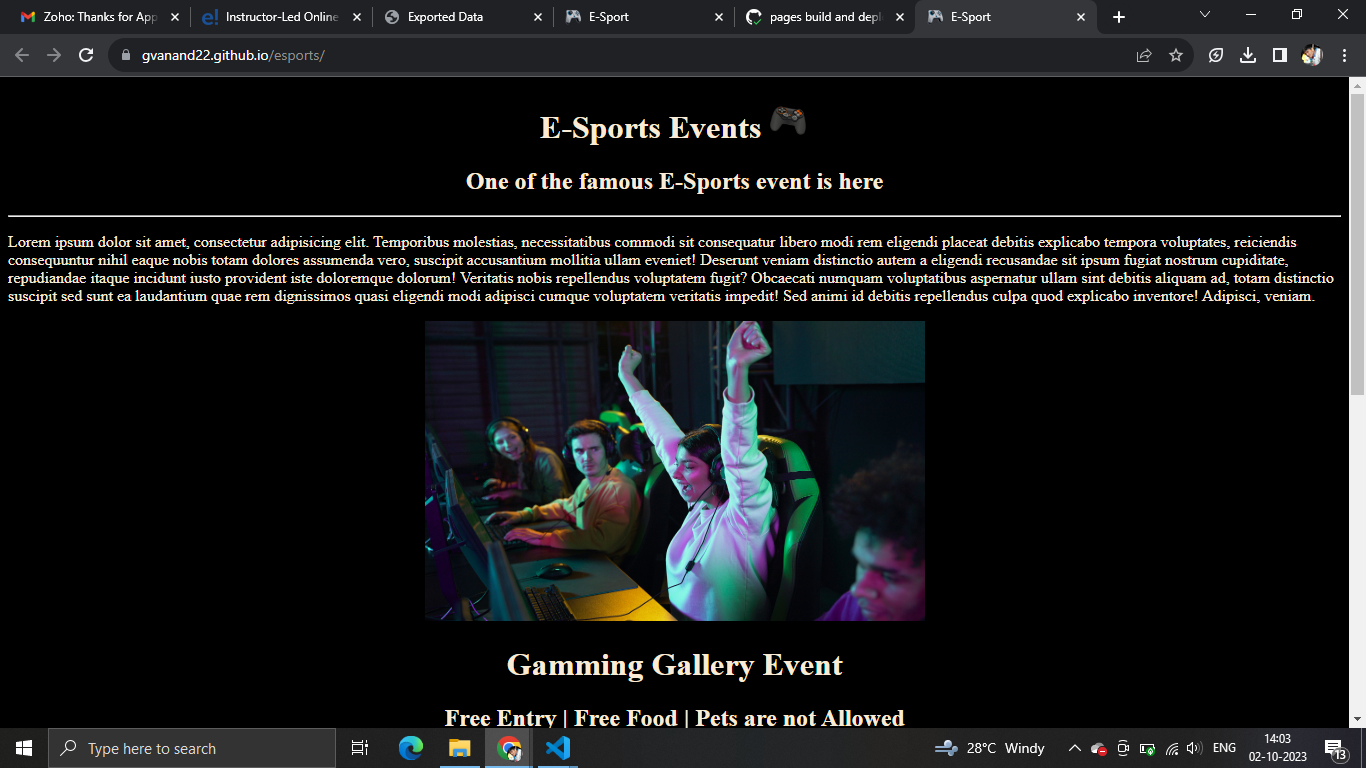 Zoho: Thanks for App
Instructor-Led Online
Exported Data
E-Sport
pages build and depl
E-Sport
gvanand22.github.io/esports/
E-Sports Events
One of the famous E-Sports event is here
Lorem ipsum dolor sit amet, consectetur adipisicing elit. Temporibus molestias, necessitatibus commodi sit consequatur libero modi rem eligendi placeat debitis explicabo tempora voluptates, reiciendis
consequuntur nihil eaque nobis totam dolores assumenda vero, suscipit accusantium mollitia ullam eveniet! Deserunt veniam distinctio autem a eligendi recusandae sit ipsum fugiat nostrum cupiditate,
repudiandae itaque incidunt iusto provident iste doloremque dolorum! Veritatis nobis repellendus voluptatem fugit? Obcaecati numquam voluptatibus aspernatur ullam sint debitis aliquam ad, totam distinctio
suscipit sed sunt ea laudantium quae rem dignissimos quasi eligendi modi adipisci cumque voluptatem veritatis impedit! Sed animi id debitis repellendus culpa quod explicabo inventore! Adipisci, veniam.
Gamming Gallery Event
Free Entry | Free Food | Pets are not Allowed
Type here to search
28°C Windy
ENG
14:03
02-10-2023
13